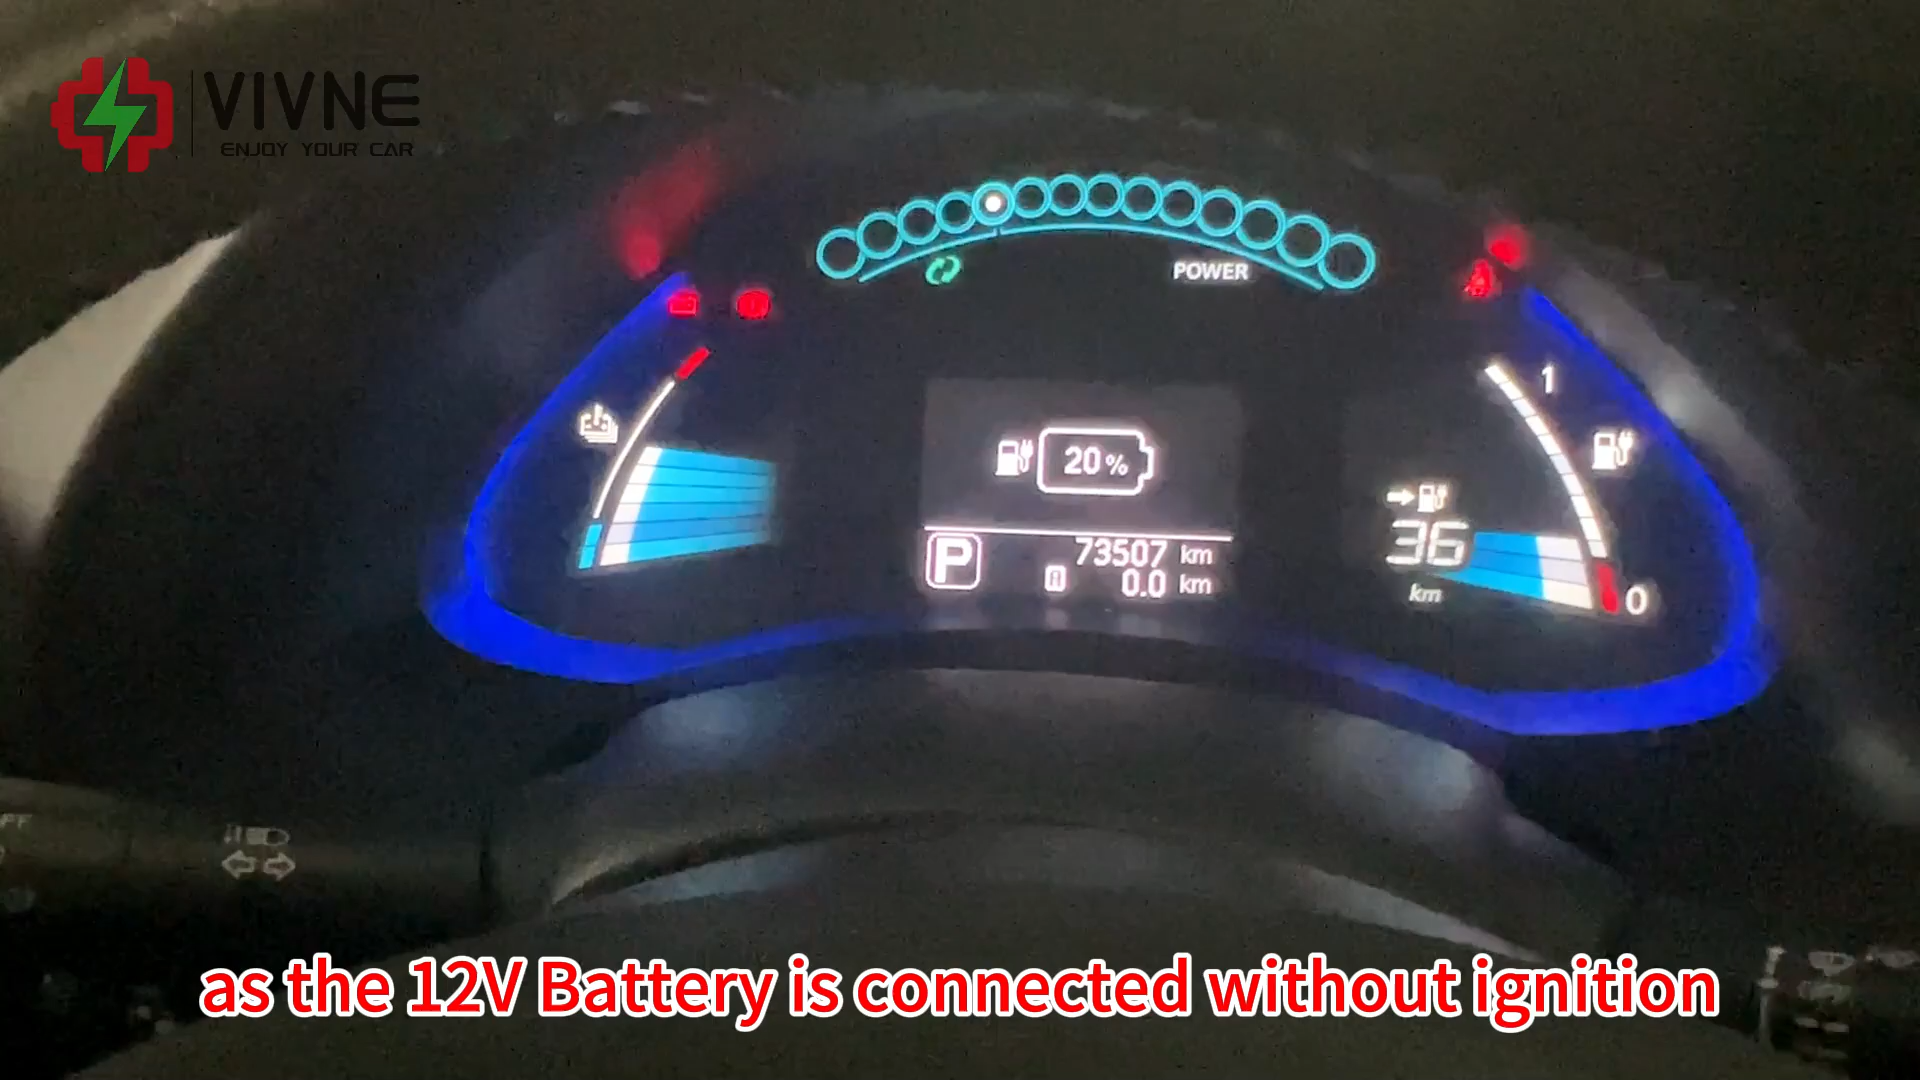 VIVNE
ENJOY YOUR CAR
POWER
1
20%
36
km
P
73507 km
A
0.0 km
0
as the 12V Battery is connected without ignition